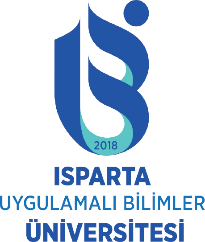 2018
ISPARTA
UYGULAMALI BİLİMLER
ÜNİVERSİTESİ